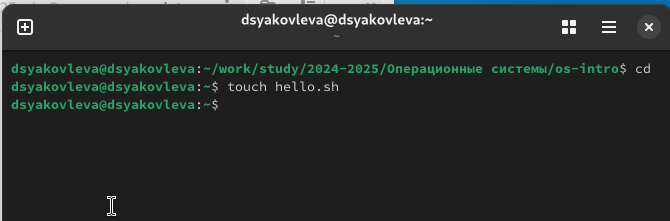 dsyakovleva@dsyakovleva:~
~
dsyakovleva@dsyakovleva:~/work/study/2024-2025/Операционные системы/os-intro$ cd
dsyakovleva@dsyakovleva:~$ touch hello.sh
dsyakovleva@dsyakovleva:~$